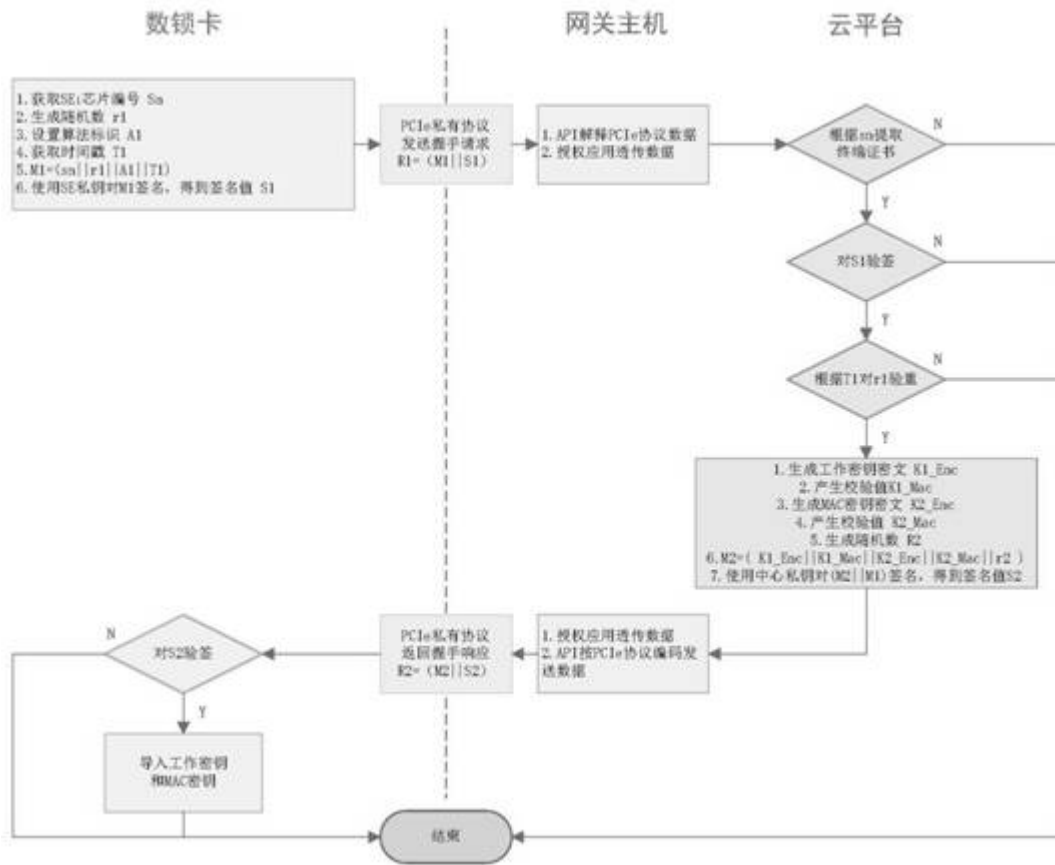 数锁卡
网关主机
云平台
1.获取SE:芯片编号 Sn
2.生成随机数 r1
3.设置算法标识 A1
4.获取时间戳 T1
5.M1=(sn||r1||A1||T1)
6.使用SE私钥对M1签名，得到签名值 S1
PCIe私有协议
发送握手请求
R1= (M1||S1)
1.API解释PCIe协议数据
2.授权应用透传数据
根据sn提取
终端证书
N
Y
对S1验签
N
Y
根据T1对r1验重
N
Y
1.生成工作密钥密文 K1_Enc
2.产生校验值K1_Mac
3.生成MAC密钥密文 K2_Enc
4.产生校验值 K2_Mac
5.生成随机数 R2
6.M2=( K1_Enc||K1_Mac||K2_Enc||K2_Mac||r2 )
7.使用中心私钥对(M2||M1)签名，得到签名值S2
1.授权应用透传数据
2.API按PCIe协议编码发
送数据
PCIe私有协议
返回握手响应
R2= (M2||S2)
N
对S2验签
Y
导入工作密钥
和MAC密钥
结束